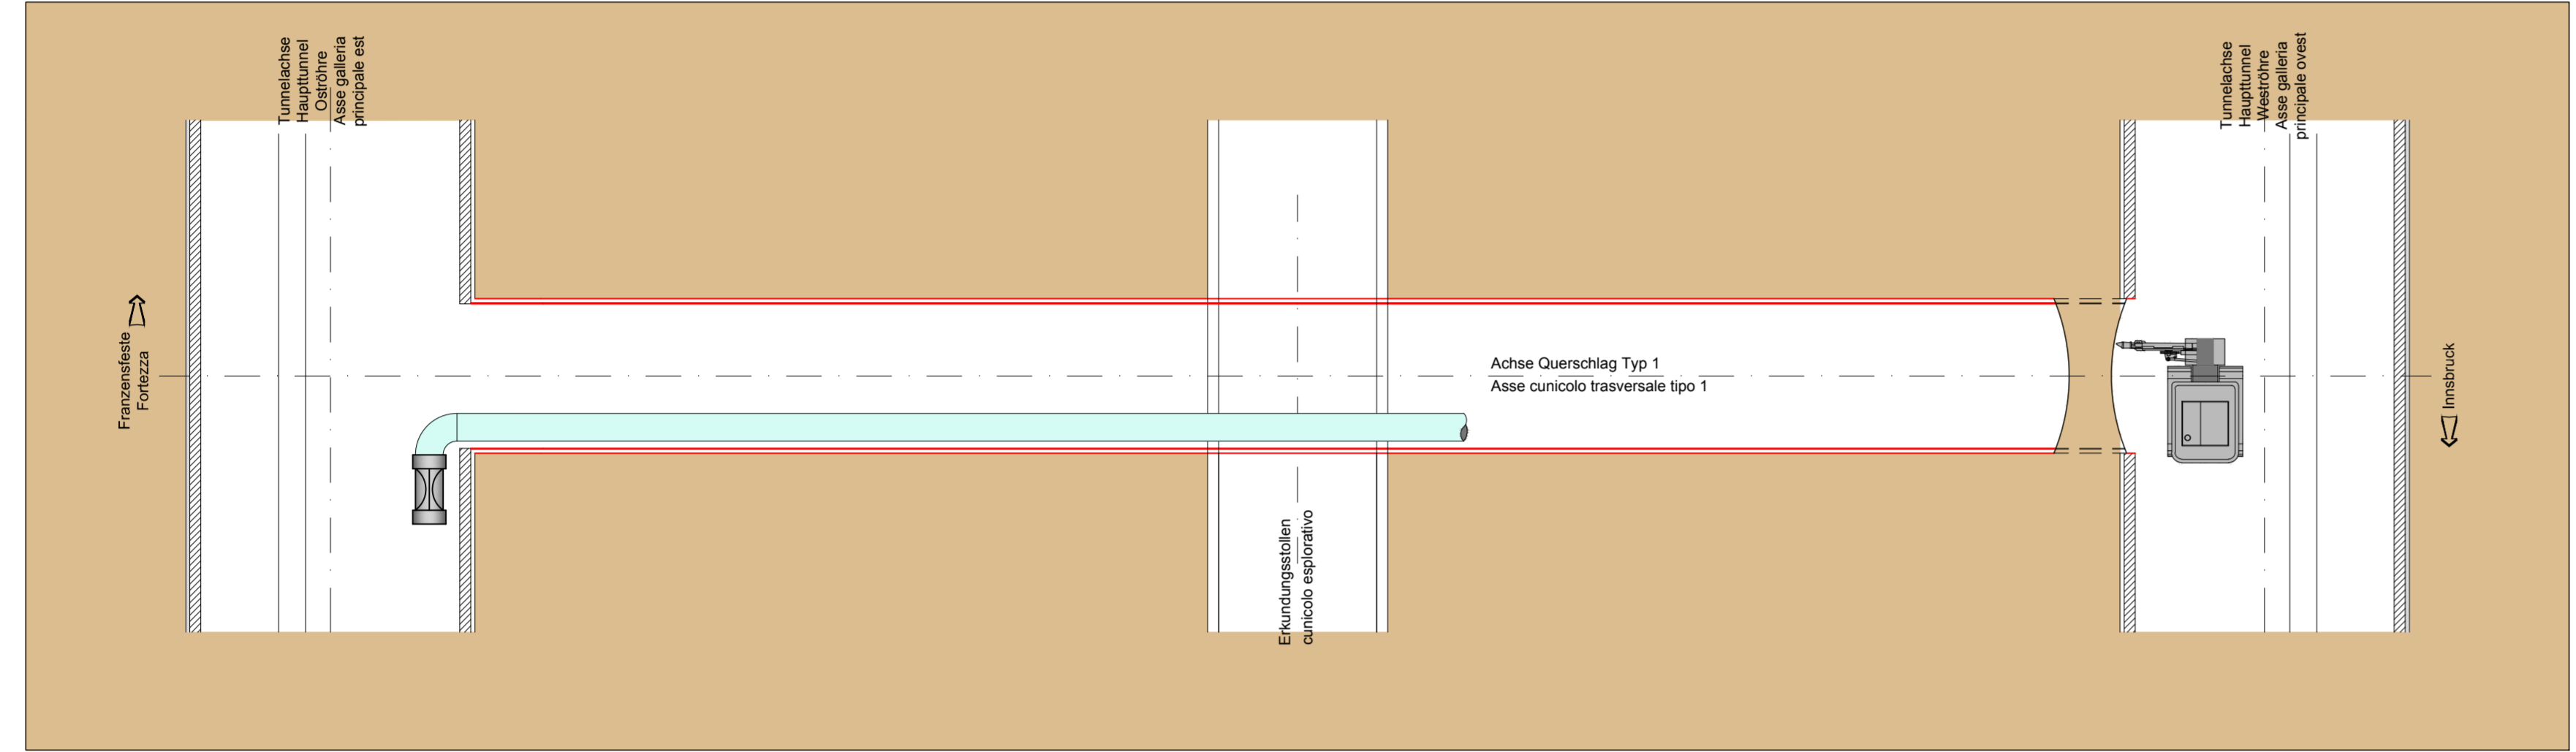 Tunnelachse
Haupttunnel
Oströhre
Asse galleria
principale est
Tunnelachse
Haupttunnel
Weströhre
Asse galleria
principale ovest
Franzensfeste
Fortezza
Achse Querschlag Typ 1
Asse cunicolo trasversale tipo 1
Innsbruck
Erkundungsstollen
cunicolo esplorativo